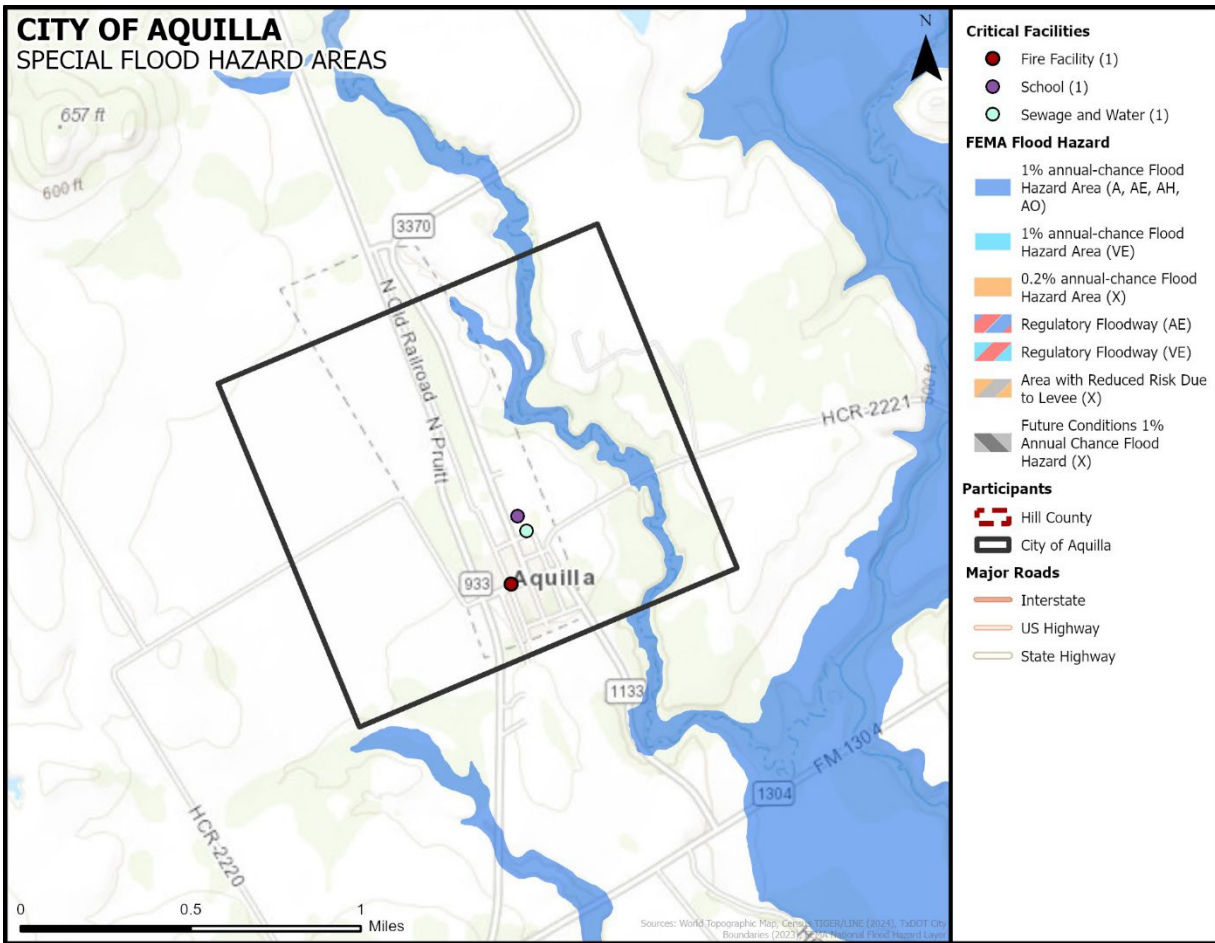 CITY OF AQUILLA
SPECIAL FLOOD HAZARD AREAS
N
657 ft
600 ft
3370
N Old Railroad
N Pruitt
HCR-2221
500 ft
933
Aquilla
1133
FM-1304
1304
HCR-2220
0 0.5 1
Miles
Sources: World Topographic Map, Census TIGER/LINE (2024), TxDOT City
Boundaries (2023), FEMA National Flood Hazard Layer
Critical Facilities
Fire Facility (1)
School (1)
Sewage and Water (1)
FEMA Flood Hazard
1% annual-chance Flood
Hazard Area (A, AE, AH,
AO)
1% annual-chance Flood
Hazard Area (VE)
0.2% annual-chance Flood
Hazard Area (X)
Regulatory Floodway (AE)
Regulatory Floodway (VE)
Area with Reduced Risk Due
to Levee (X)
Future Conditions 1%
Annual Chance Flood
Hazard (X)
Participants
Hill County
City of Aquilla
Major Roads
Interstate
US Highway
State Highway